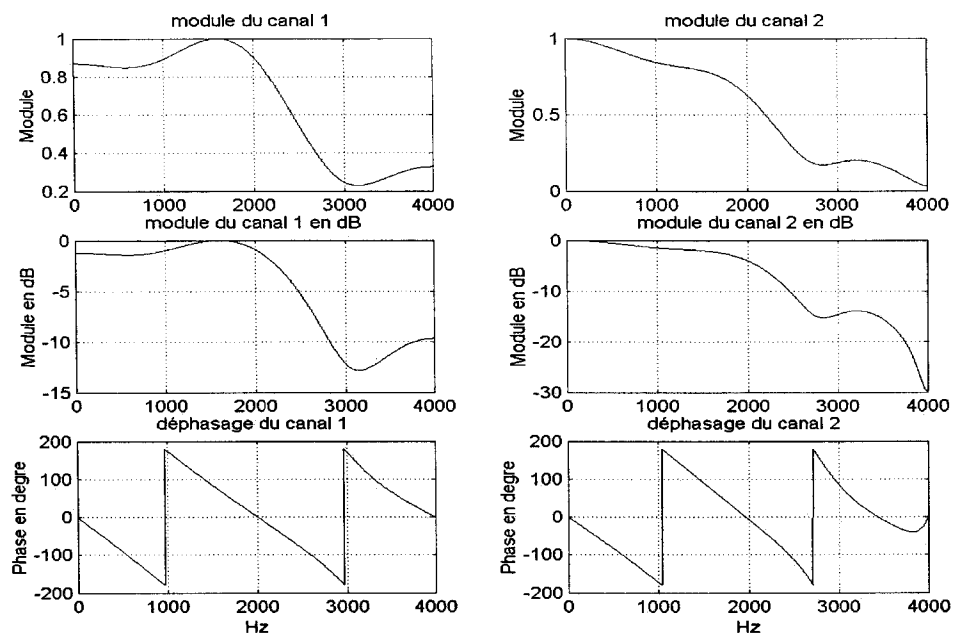 module du canal 1
Module
1
0.8
0.6
0.4
0.2
0 1000 2000 3000 4000
module du canal 2
Module
1
0.5
0
0 1000 2000 3000 4000
module du canal 1 en dB
Module en dB
0
-5
-10
-15
0 1000 2000 3000 4000
module du canal 2 en dB
Module en dB
0
-10
-20
-30
0 1000 2000 3000 4000
déphasage du canal 1
Phase en degre
200
100
0
-100
-200
0 1000 2000 3000 4000
Hz
déphasage du canal 2
Phase en degre
200
100
0
-100
-200
0 1000 2000 3000 4000
Hz